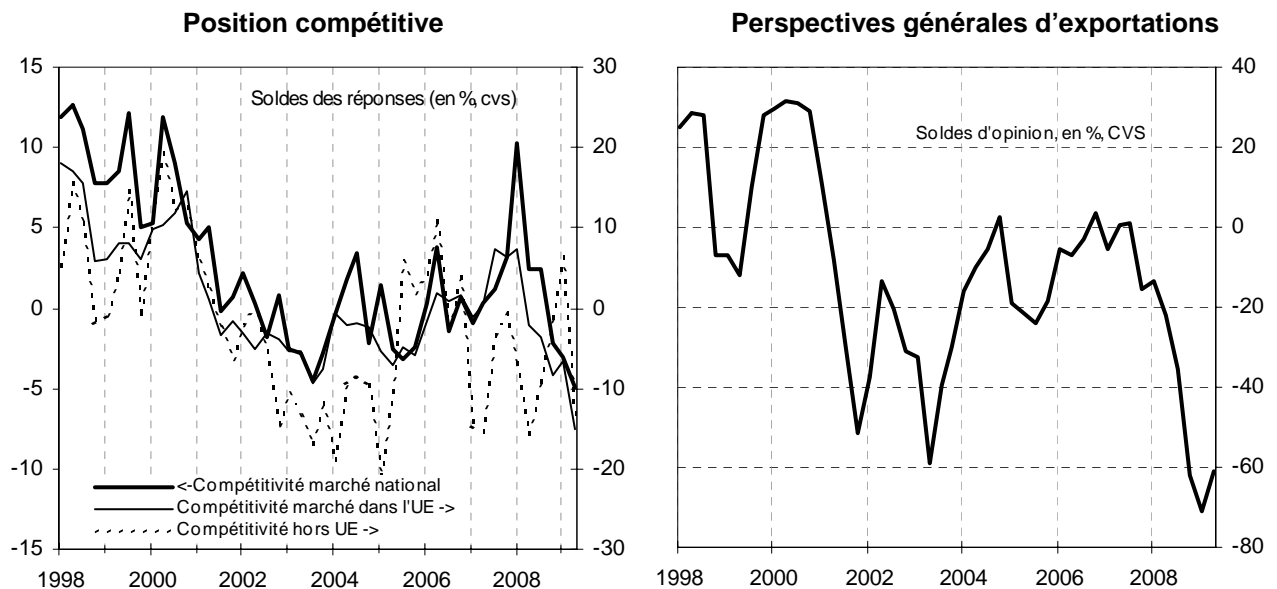 Position compétitive
15
10
5
0
-5
-10
-15
30
20
10
0
-10
-20
-30
Soldes des réponses (en %, cvs)
<-Compétitivité marché national
Compétitivité marché dans l'UE ->
Compétitivité hors UE ->
1998 2000 2002 2004 2006 2008
Perspectives générales d'exportations
40
20
0
-20
-40
-60
-80
Soldes d'opinion, en %, CVS
1998 2000 2002 2004 2006 2008